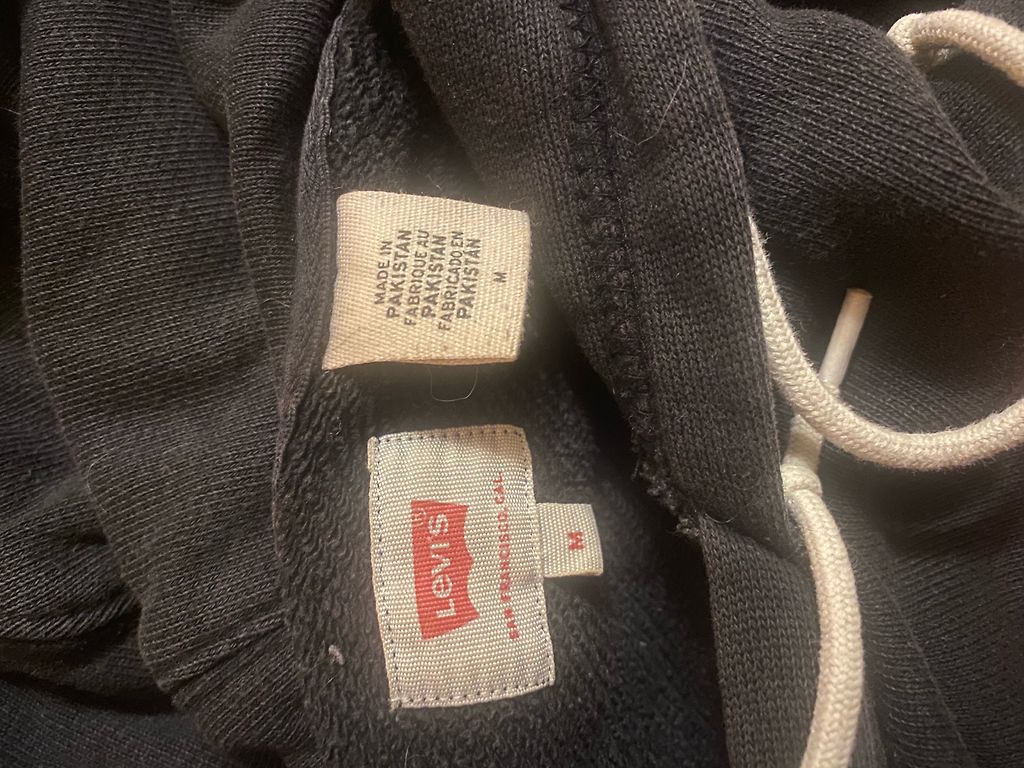 MADE IN
PAKISTAN
FABRIQUE AU
PAKISTAN
FABRICADO EN
PAKISTAN
M
LEVI'S
SAN FRANCISCO. CAL.
M